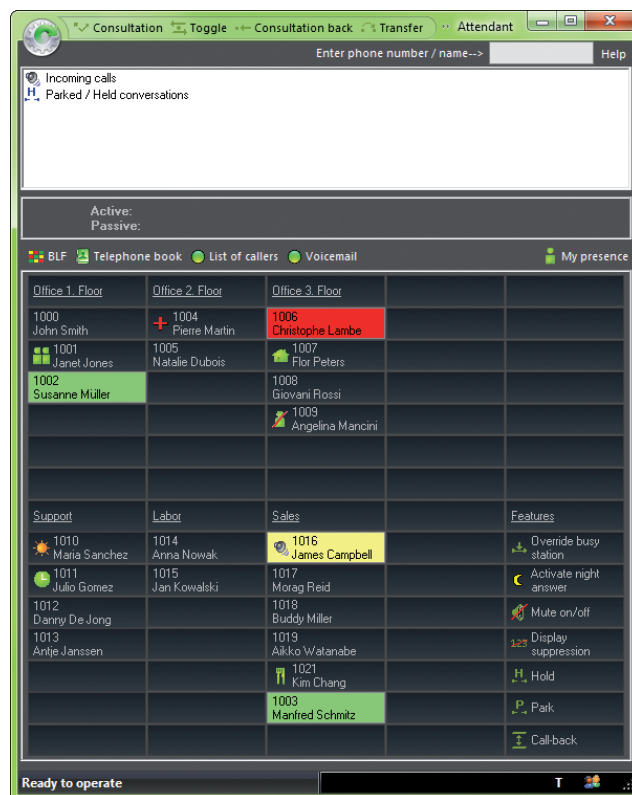 Consultation Toggle Consultation back Transfer Attendant
Enter phone number / name--> Help
Incoming calls
H Parked / Held conversations
Active:
Passive:
BLF Telephone book List of callers Voicemail My presence
Office 1. Floor Office 2. Floor Office 3. Floor
1000 1004 1006
John Smith Pierre Martin Christophe Lambe
1001 1005 1007
Janet Jones Natalie Dubois Flor Peters
1002 1008
Susanne Müller Giovani Rossi
1009
Angelina Mancini
Support Labor Sales Features
1010 1014 1016 Override busy
Maria Sanchez Anna Nowak James Campbell station
1011 1015 1017 Activate night
Julio Gomez Jan Kowalski Morag Reid answer
1012 1018 Mute on/off
Danny De Jong Buddy Miller
1013 1019 123 Display
Antje Janssen Aikko Watanabe suppression
1021 H Hold
Kim Chang
1003 P Park
Manfred Schmitz
Call-back
Ready to operate T